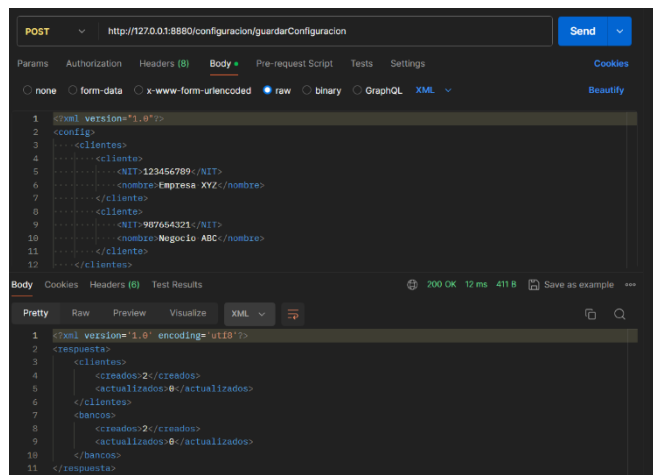 POST http://127.0.0.1:8880/configuracion/guardarConfiguracion Send
Params Authorization Headers (8) Body Pre-request Script Tests Settings Cookies
none form-data x-www-form-urlencoded raw binary GraphQL XML Beautify
1 <?xml version="1.0"?>
2 <config>
3 ····<clientes>
4 ········<cliente>
5 ············<NIT>123456789</NIT>
6 ············<nombre>Empresa·XYZ</nombre>
7 ········</cliente>
8 ········<cliente>
9 ············<NIT>987654321</NIT>
10 ············<nombre>Negocio·ABC</nombre>
11 ········</cliente>
12 ····</clientes>
Body Cookies Headers (6) Test Results 200 OK 12 ms 411 B Save as example
Pretty Raw Preview Visualize XML
1 <?xml version='1.0' encoding='utf8'?>
2 <respuesta>
3 <clientes>
4 <creados>2</creados>
5 <actualizados>0</actualizados>
6 </clientes>
7 <bancos>
8 <creados>2</creados>
9 <actualizados>0</actualizados>
10 </bancos>
11 </respuesta>